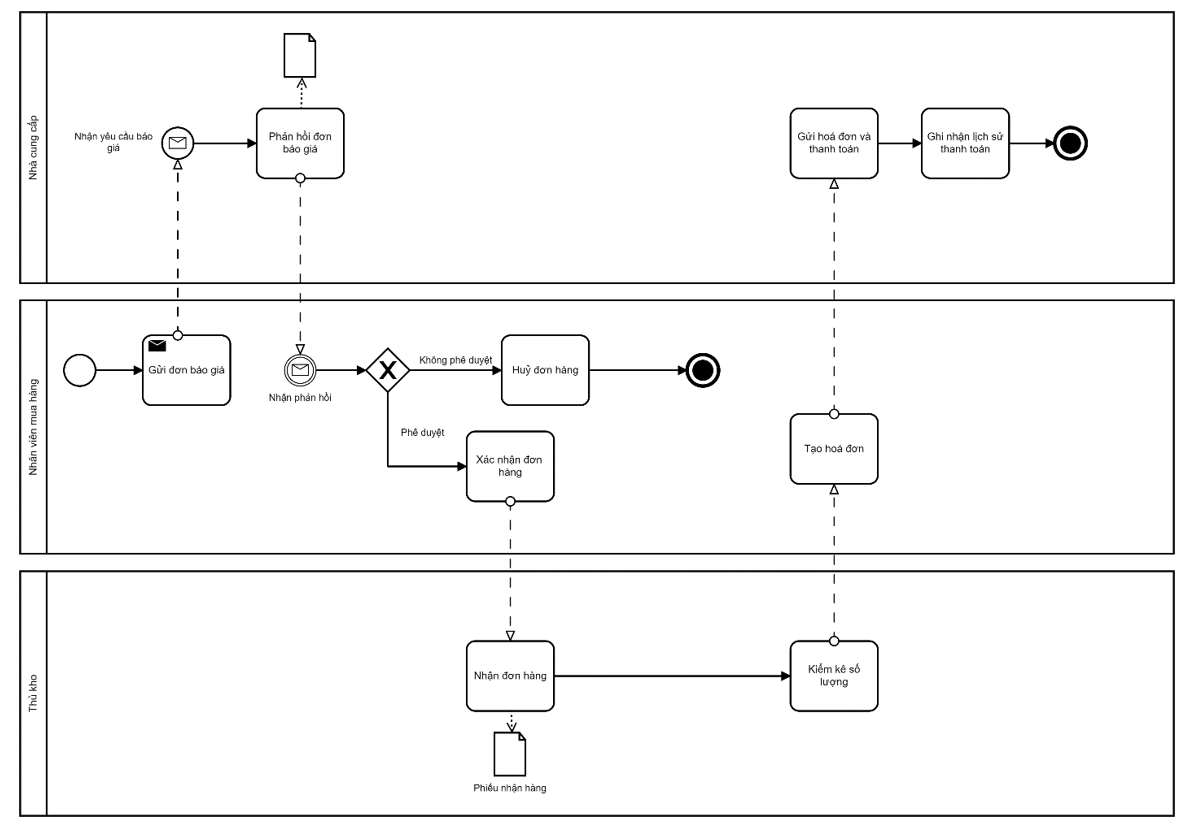 Nhà cung cấp
Nhận yêu cầu báo
giá
Phản hồi đơn
báo giá
Gửi hoá đơn và
thanh toán
Ghi nhận lịch sử
thanh toán
Nhân viên mua hàng
Gửi đơn báo giá
Nhận phản hồi
Không phê duyệt
Huỷ đơn hàng
Phê duyệt
Xác nhận đơn
hàng
Tạo hoá đơn
Thủ kho
Nhận đơn hàng
Kiểm kê số
lượng
Phiếu nhận hàng